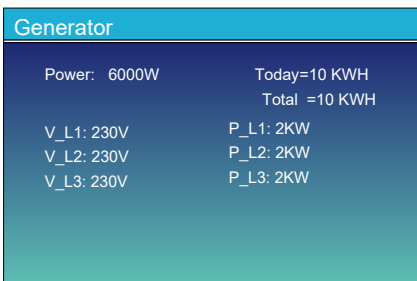 Generator
Power: 6000W Today=10 KWH
Total =10 KWH
V_L1: 230V P_L1: 2KW
V_L2: 230V P_L2: 2KW
V_L3: 230V P_L3: 2KW